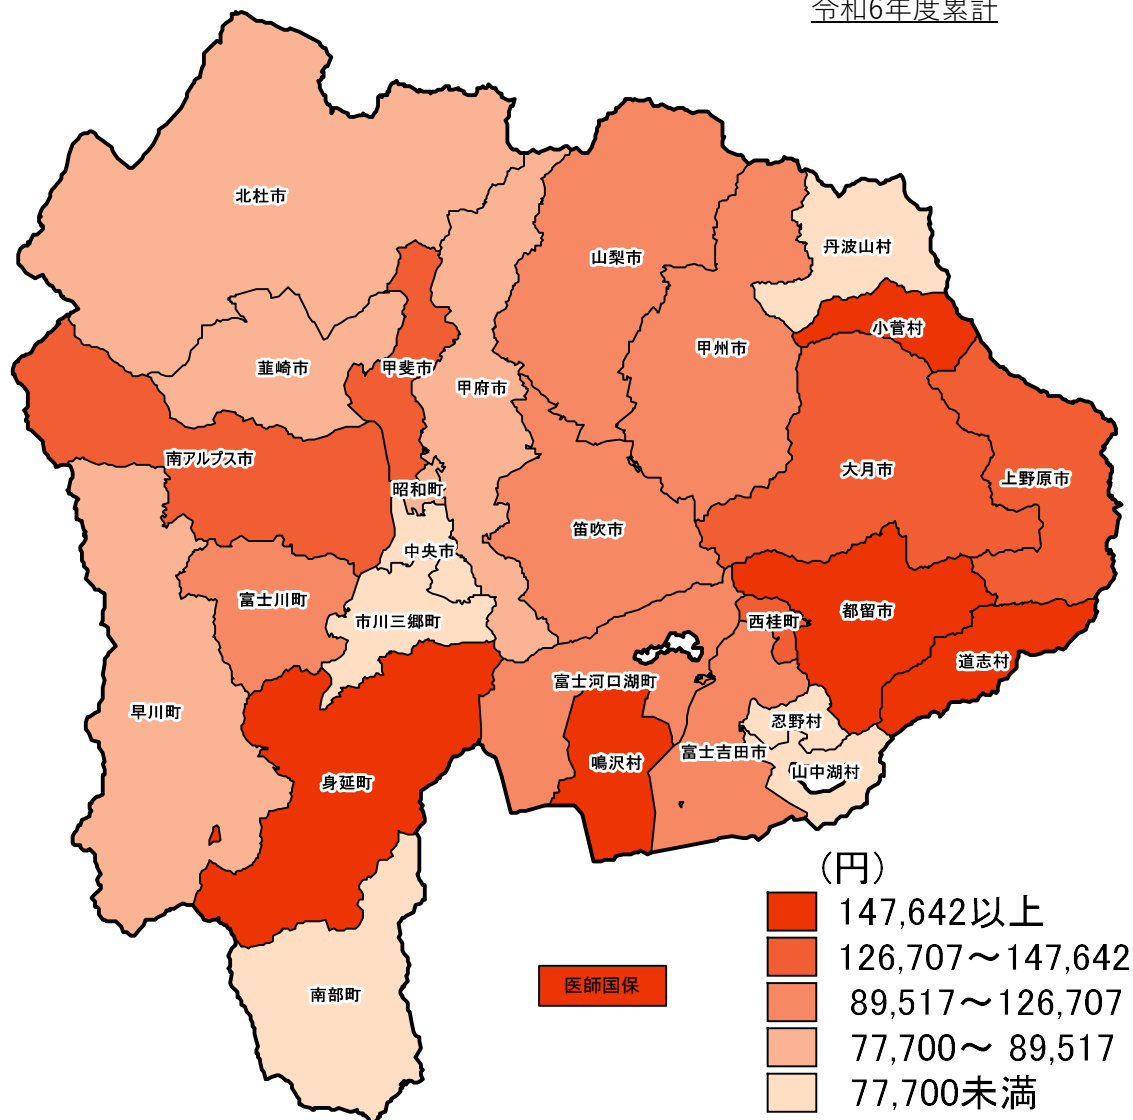 令和6年度累計
北杜市
丹波山村
山梨市
小菅村
甲州市
韮崎市
甲斐市
甲府市
南アルプス市
大月市
上野原市
昭和町
笛吹市
中央市
富士川町
市川三郷町
西桂町
都留市
道志村
富士河口湖町
早川町
忍野村
富士吉田市
鳴沢村
山中湖村
身延町
南部町
医師国保
(円)
147,642以上
126,707～147,642
89,517～126,707
77,700～ 89,517
77,700未満